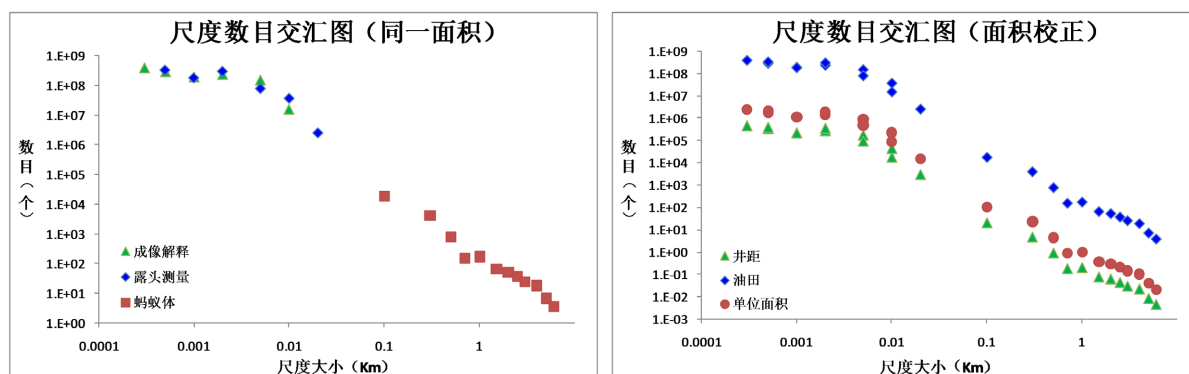 尺度数目交汇图（同一面积）
1.E+09
1.E+08
1.E+07
1.E+06
1.E+05
1.E+04
1.E+03
1.E+02
1.E+01
1.E+00
数目（个）
成像解释
露头测量
蚂蚁体
0.0001
0.001
0.01
0.1
1
尺度大小（Km）
尺度数目交汇图（面积校正）
1.E+09
1.E+08
1.E+07
1.E+06
1.E+05
1.E+04
1.E+03
1.E+02
1.E+01
1.E+00
1.E-01
1.E-02
1.E-03
数目（个）
井距
油田
单位面积
0.0001
0.001
0.01
0.1
1
尺度大小（Km）